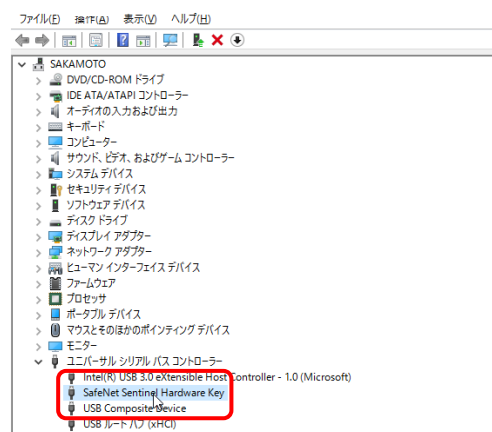 ファイル(F) 操作(A) 表示(V) ヘルプ(H)
SAKAMOTO
DVD/CD-ROM ドライブ
IDE ATA/ATAPI コントローラー
オーディオの入力および出力
キーボード
コンピューター
サウンド、ビデオ、およびゲーム コントローラー
システム デバイス
セキュリティ デバイス
ソフトウェア デバイス
ディスク ドライブ
ディスプレイ アダプター
ネットワーク アダプター
ヒューマン インターフェイス デバイス
ファームウェア
プロセッサ
ポータブル デバイス
マウスとそのほかのポインティング デバイス
モニター
ユニバーサル シリアル バス コントローラー
Intel(R) USB 3.0 eXtensible Host Controller - 1.0 (Microsoft)
SafeNet Sentinel Hardware Key
USB Composite Device
USB ルート ハブ (xHCI)